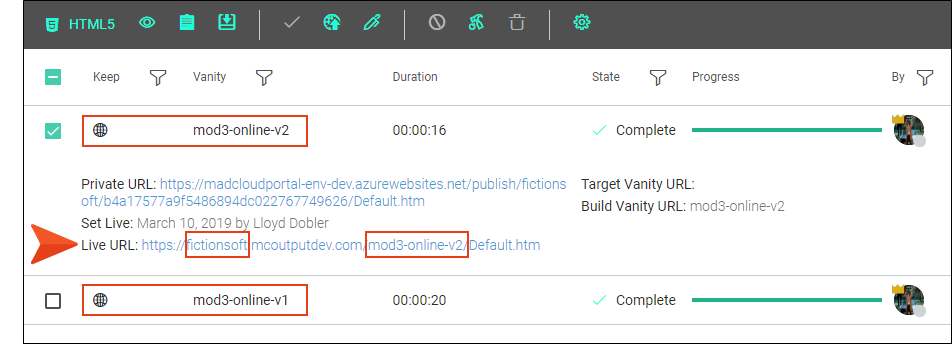 HTML5
Keep Vanity Duration State Progress By
mod3-online-v2 00:00:16 Complete
Private URL: https://madcloudportal-env-dev.azurewebsites.net/publish/fictions
oft/b4a17577a9f5486894dc022767749626/Default.htm
Set Live: March 10, 2019 by Lloyd Dobler
Live URL: https://fictionsoft.mcoutputdev.com/mod3-online-v2/Default.htm
Target Vanity URL:
Build Vanity URL: mod3-online-v2
mod3-online-v1 00:00:20 Complete